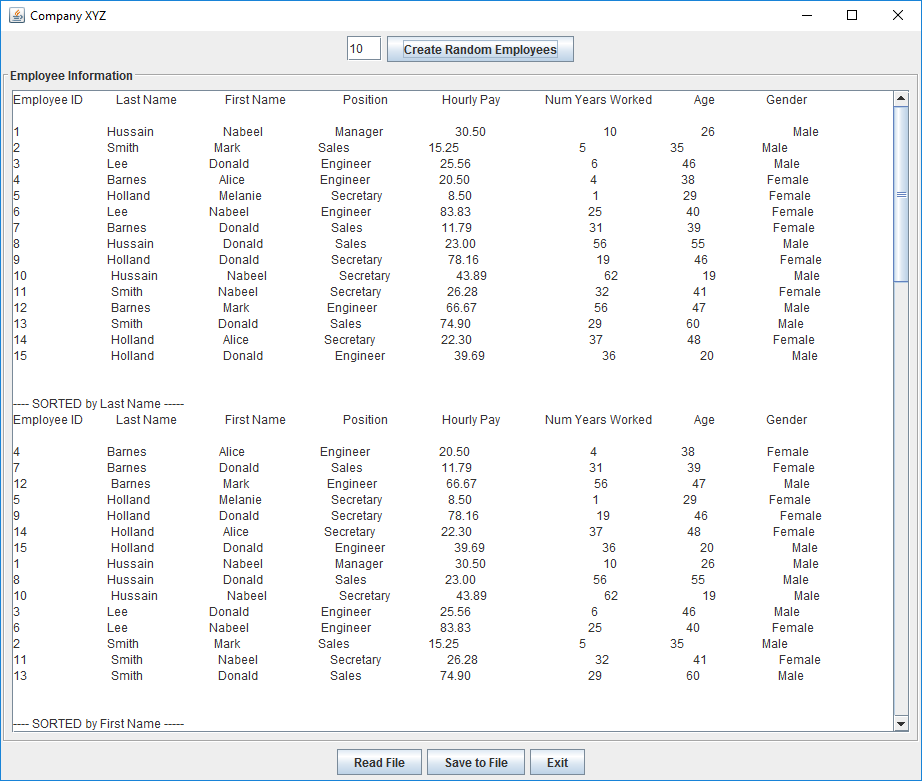 Company XYZ
10 Create Random Employees
Employee Information
Employee ID Last Name First Name Position Hourly Pay Num Years Worked Age Gender
1 Hussain Nabeel Manager 30.50 10 26 Male
2 Smith Mark Sales 15.25 5 35 Male
3 Lee Donald Engineer 25.56 6 46 Male
4 Barnes Alice Engineer 20.50 4 38 Female
5 Holland Melanie Secretary 8.50 1 29 Female
6 Lee Nabeel Engineer 83.83 25 40 Female
7 Barnes Donald Sales 11.79 31 39 Female
8 Hussain Donald Sales 23.00 56 55 Male
9 Holland Donald Secretary 78.16 19 46 Female
10 Hussain Nabeel Secretary 43.89 62 19 Male
11 Smith Nabeel Secretary 26.28 32 41 Female
12 Barnes Mark Engineer 66.67 56 47 Male
13 Smith Donald Sales 74.90 29 60 Male
14 Holland Alice Secretary 22.30 37 48 Female
15 Holland Donald Engineer 39.69 36 20 Male
---- SORTED by Last Name -----
Employee ID Last Name First Name Position Hourly Pay Num Years Worked Age Gender
4 Barnes Alice Engineer 20.50 4 38 Female
7 Barnes Donald Sales 11.79 31 39 Female
12 Barnes Mark Engineer 66.67 56 47 Male
5 Holland Melanie Secretary 8.50 1 29 Female
9 Holland Donald Secretary 78.16 19 46 Female
14 Holland Alice Secretary 22.30 37 48 Female
15 Holland Donald Engineer 39.69 36 20 Male
1 Hussain Nabeel Manager 30.50 10 26 Male
8 Hussain Donald Sales 23.00 56 55 Male
10 Hussain Nabeel Secretary 43.89 62 19 Male
3 Lee Donald Engineer 25.56 6 46 Male
6 Lee Nabeel Engineer 83.83 25 40 Female
2 Smith Mark Sales 15.25 5 35 Male
11 Smith Nabeel Secretary 26.28 32 41 Female
13 Smith Donald Sales 74.90 29 60 Male
---- SORTED by First Name -----
Read File Save to File Exit